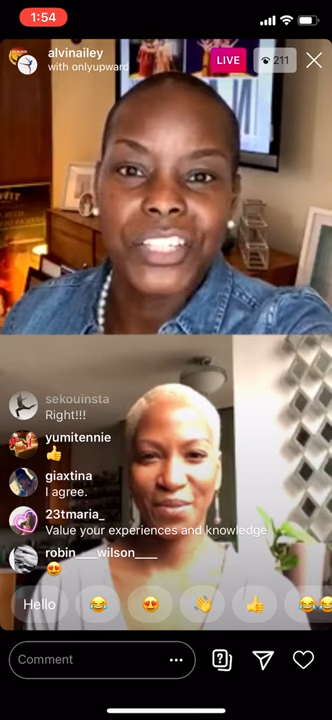 1:54
alvinailey
with onlyupward
LIVE
211
sekouinsta
Right!!!
yumitennie
👍
giaxtina
I agree.
23tmaria_
Value your experiences and knowledge
robin___wilson____
😍
Hello 😂 😍 👋 👍 😂😂
Comment